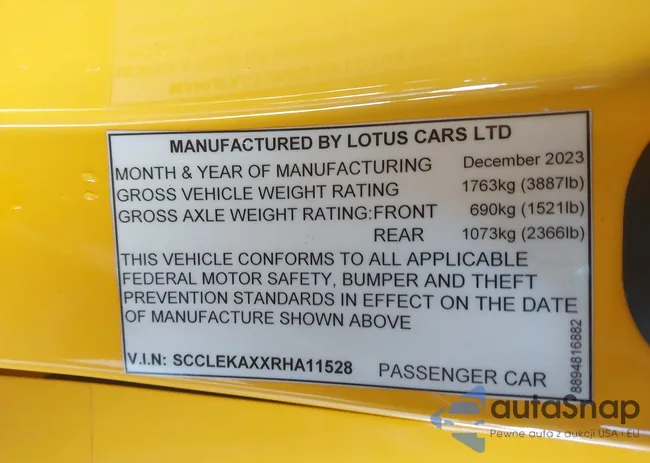 MANUFACTURED BY LOTUS CARS LTD
MONTH & YEAR OF MANUFACTURING December 2023
GROSS VEHICLE WEIGHT RATING 1763kg (3887lb)
GROSS AXLE WEIGHT RATING:FRONT 690kg (1521lb)
REAR 1073kg (2366lb)
THIS VEHICLE CONFORMS TO ALL APPLICABLE
FEDERAL MOTOR SAFETY, BUMPER AND THEFT
PREVENTION STANDARDS IN EFFECT ON THE DATE
OF MANUFACTURE SHOWN ABOVE
V.I.N: SCCLEKAXXRHA11528 PASSENGER CAR
8894816882
autaSnap
Pewne auta z aukcji USA i EU